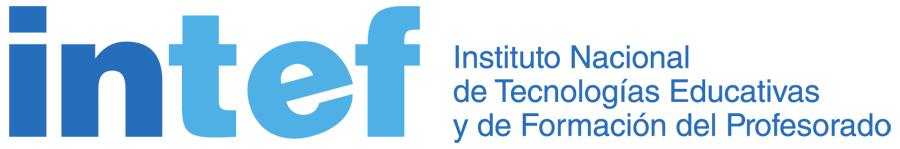 intef
Instituto Nacional
de Tecnologías Educativas
y de Formación del Profesorado